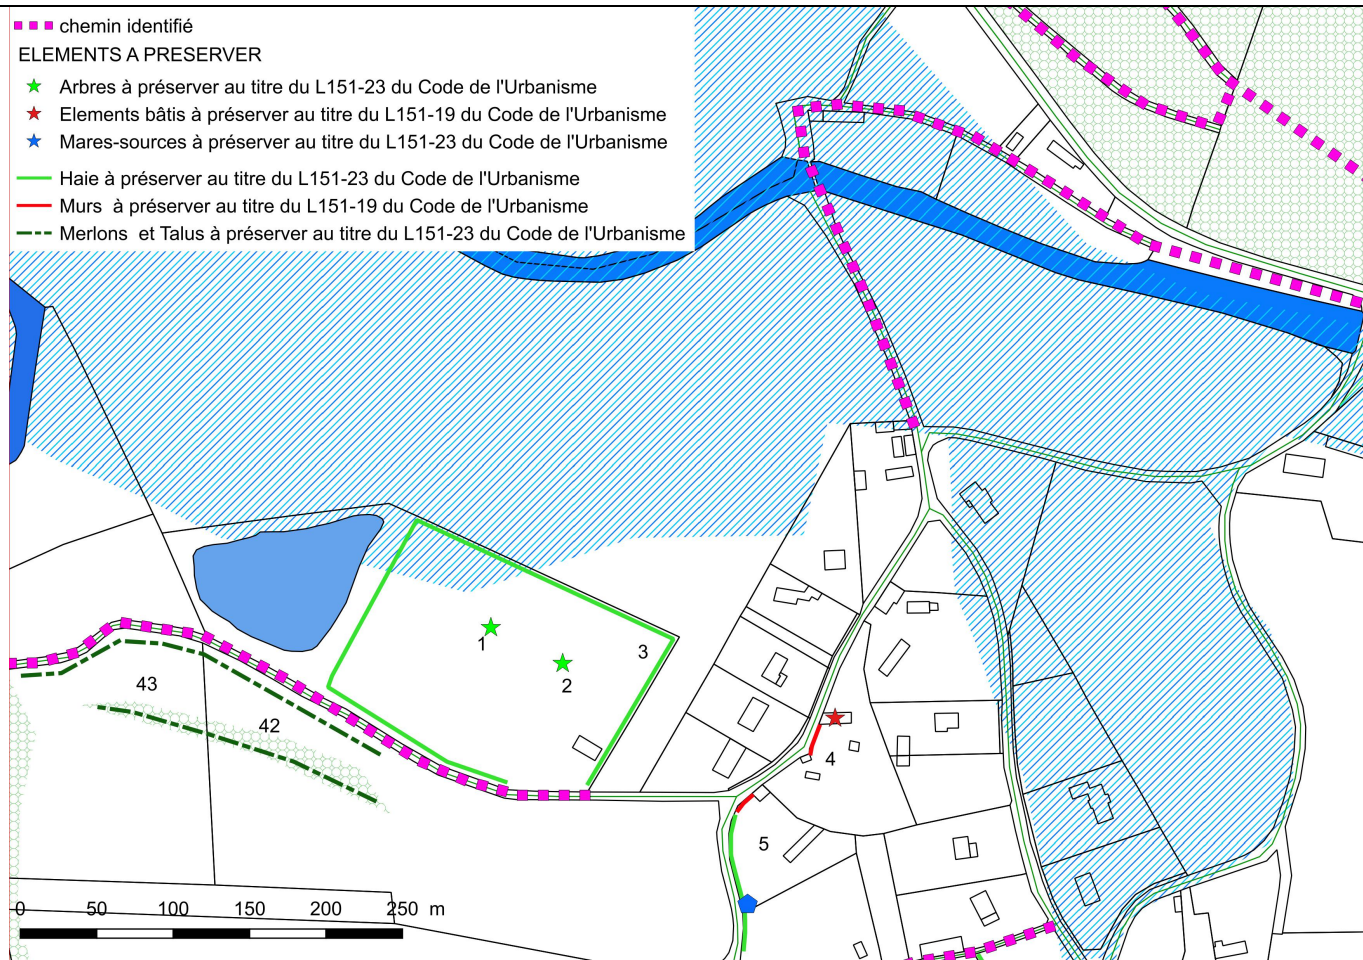 chemin identifié
ELEMENTS A PRESERVER
Arbres à préserver au titre du L151-23 du Code de l'Urbanisme
Elements bâtis à préserver au titre du L151-19 du Code de l'Urbanisme
Mares-sources à préserver au titre du L151-23 du Code de l'Urbanisme
Haie à préserver au titre du L151-23 du Code de l'Urbanisme
Murs à préserver au titre du L151-19 du Code de l'Urbanisme
Merlons et Talus à préserver au titre du L151-23 du Code de l'Urbanisme
1
3
2
43
42
4
5
0 50 100 150 200 250 m